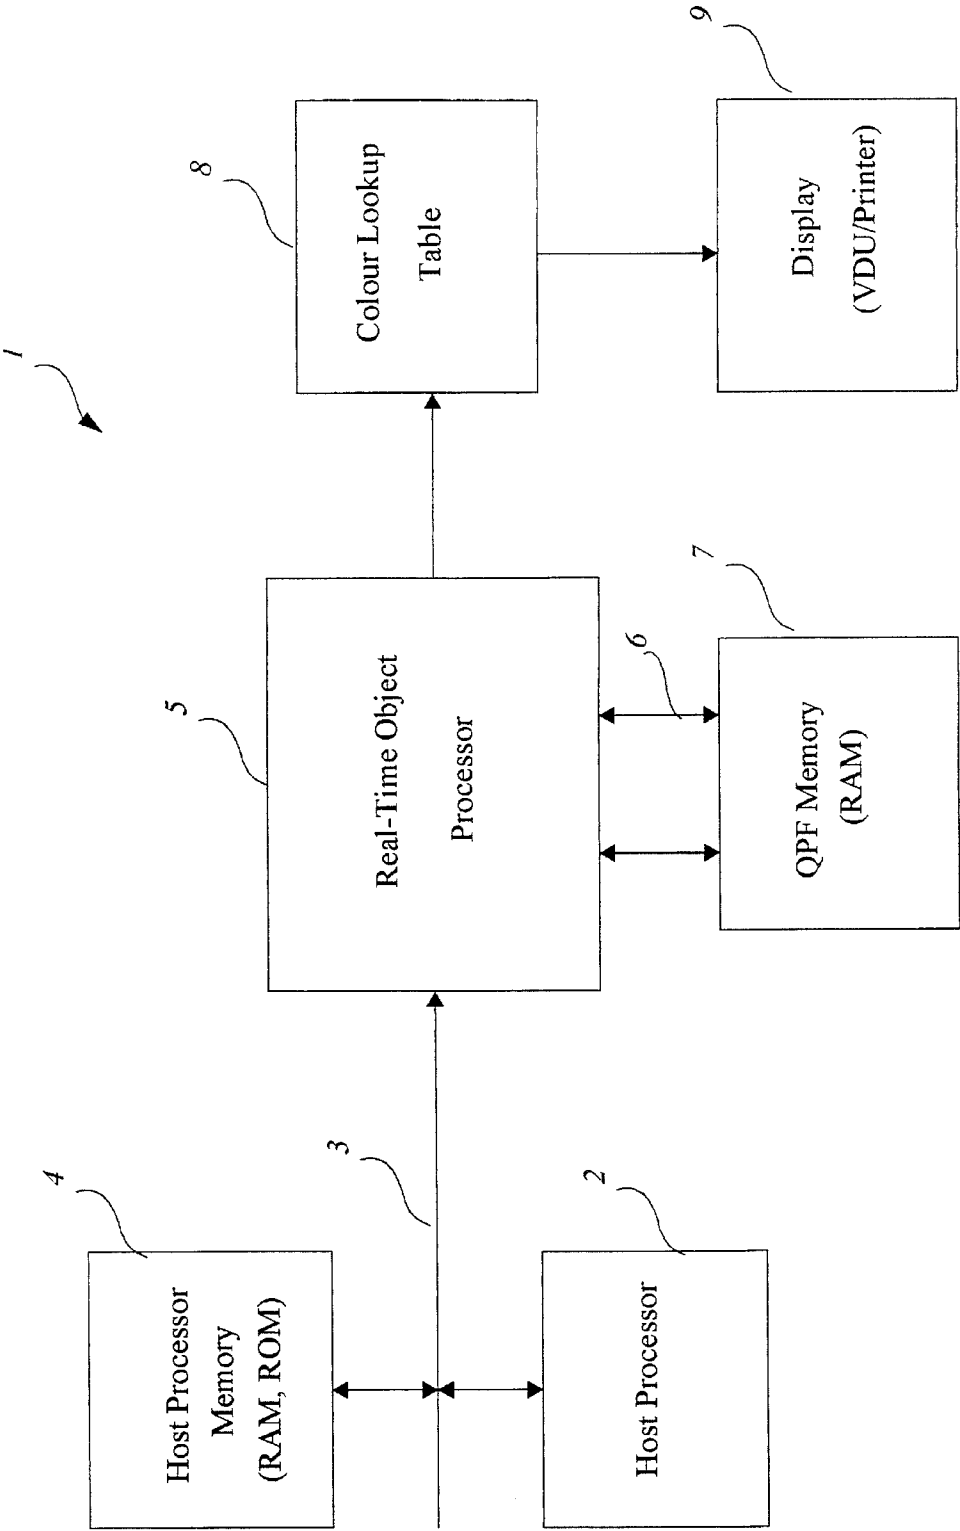 1
4
Host Processor
Memory
(RAM, ROM)
3
2
Host Processor
5
Real-Time Object
Processor
6
7
QPF Memory
(RAM)
8
Colour Lookup
Table
9
Display
(VDU/Printer)